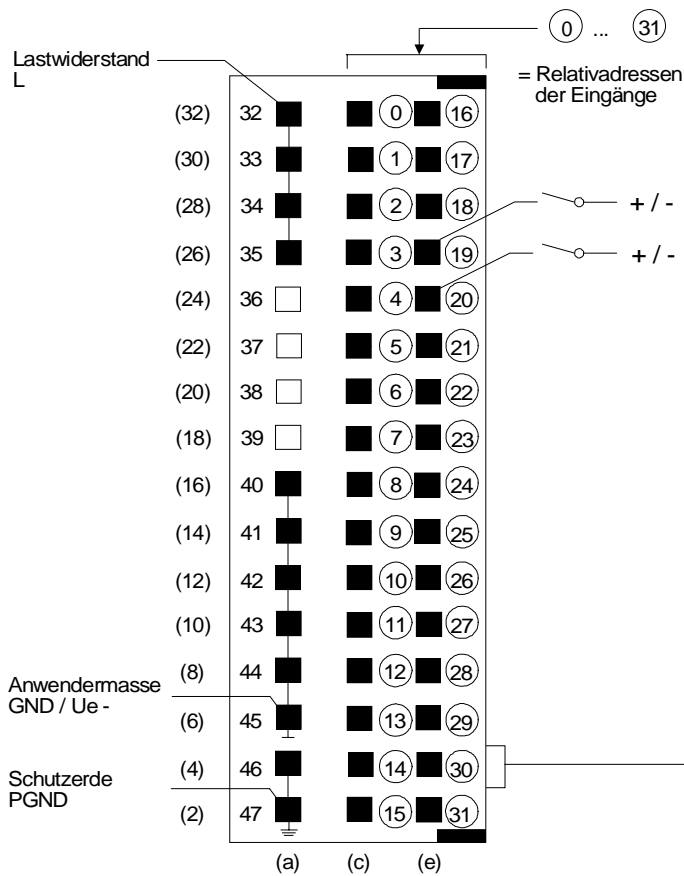 0 ... 31
= Relativadressen
der Eingänge
Lastwiderstand
L
(32) 32 0 16
(30) 33 1 17
(28) 34 2 18
+ / -
(26) 35 3 19
+ / -
(24) 36 4 20
(22) 37 5 21
(20) 38 6 22
(18) 39 7 23
(16) 40 8 24
(14) 41 9 25
(12) 42 10 26
(10) 43 11 27
(8) 44 12 28
Anwendermasse
GND / Ue -
(6) 45 13 29
(4) 46 14 30
Schutzerde
PGND
(2) 47 15 31
(a) (c) (e)